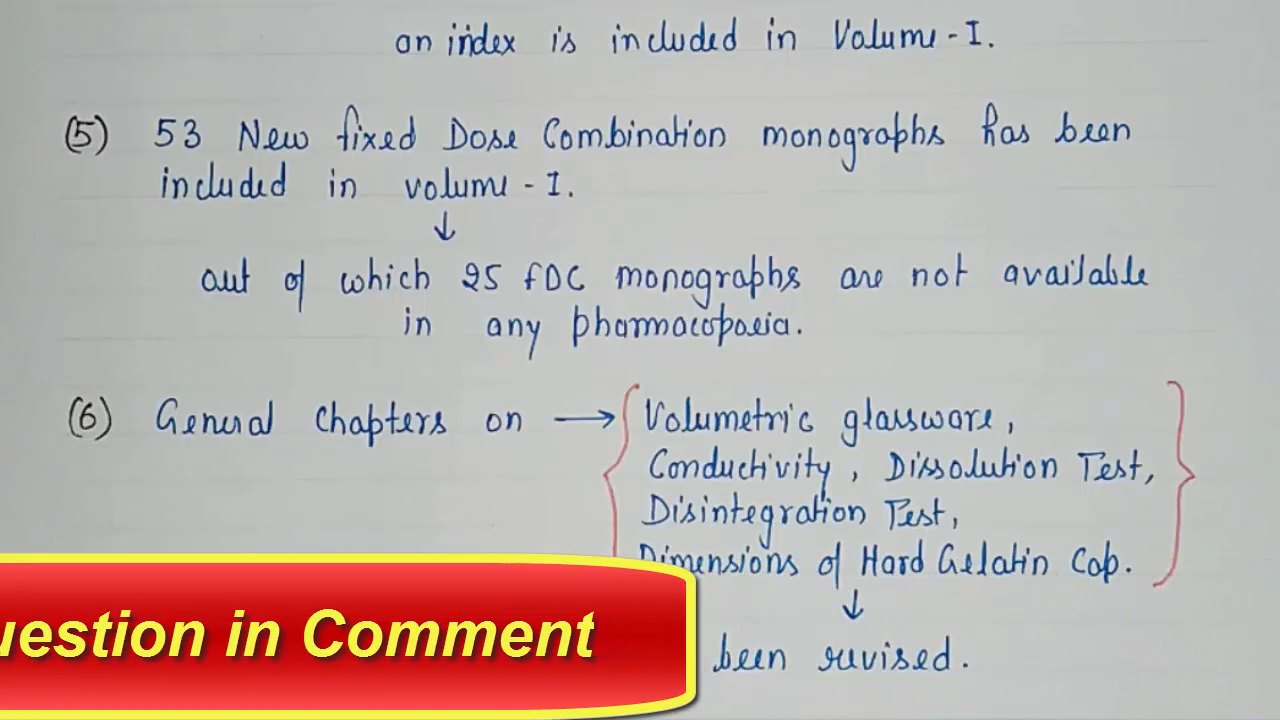 an index is included in Volume-I.
(5) 53 New fixed Dose Combination monographs has been
included in volume-I.
↓
out of which 25 FDC monographs are not available
in any pharmacopoeia.
(6) General Chapters on → Volumetric glassware,
Conductivity, Dissolution Test,
Disintegration Test,
Dimensions of Hard Gelatin Cap.
↓
been revised.
uestion in Comment